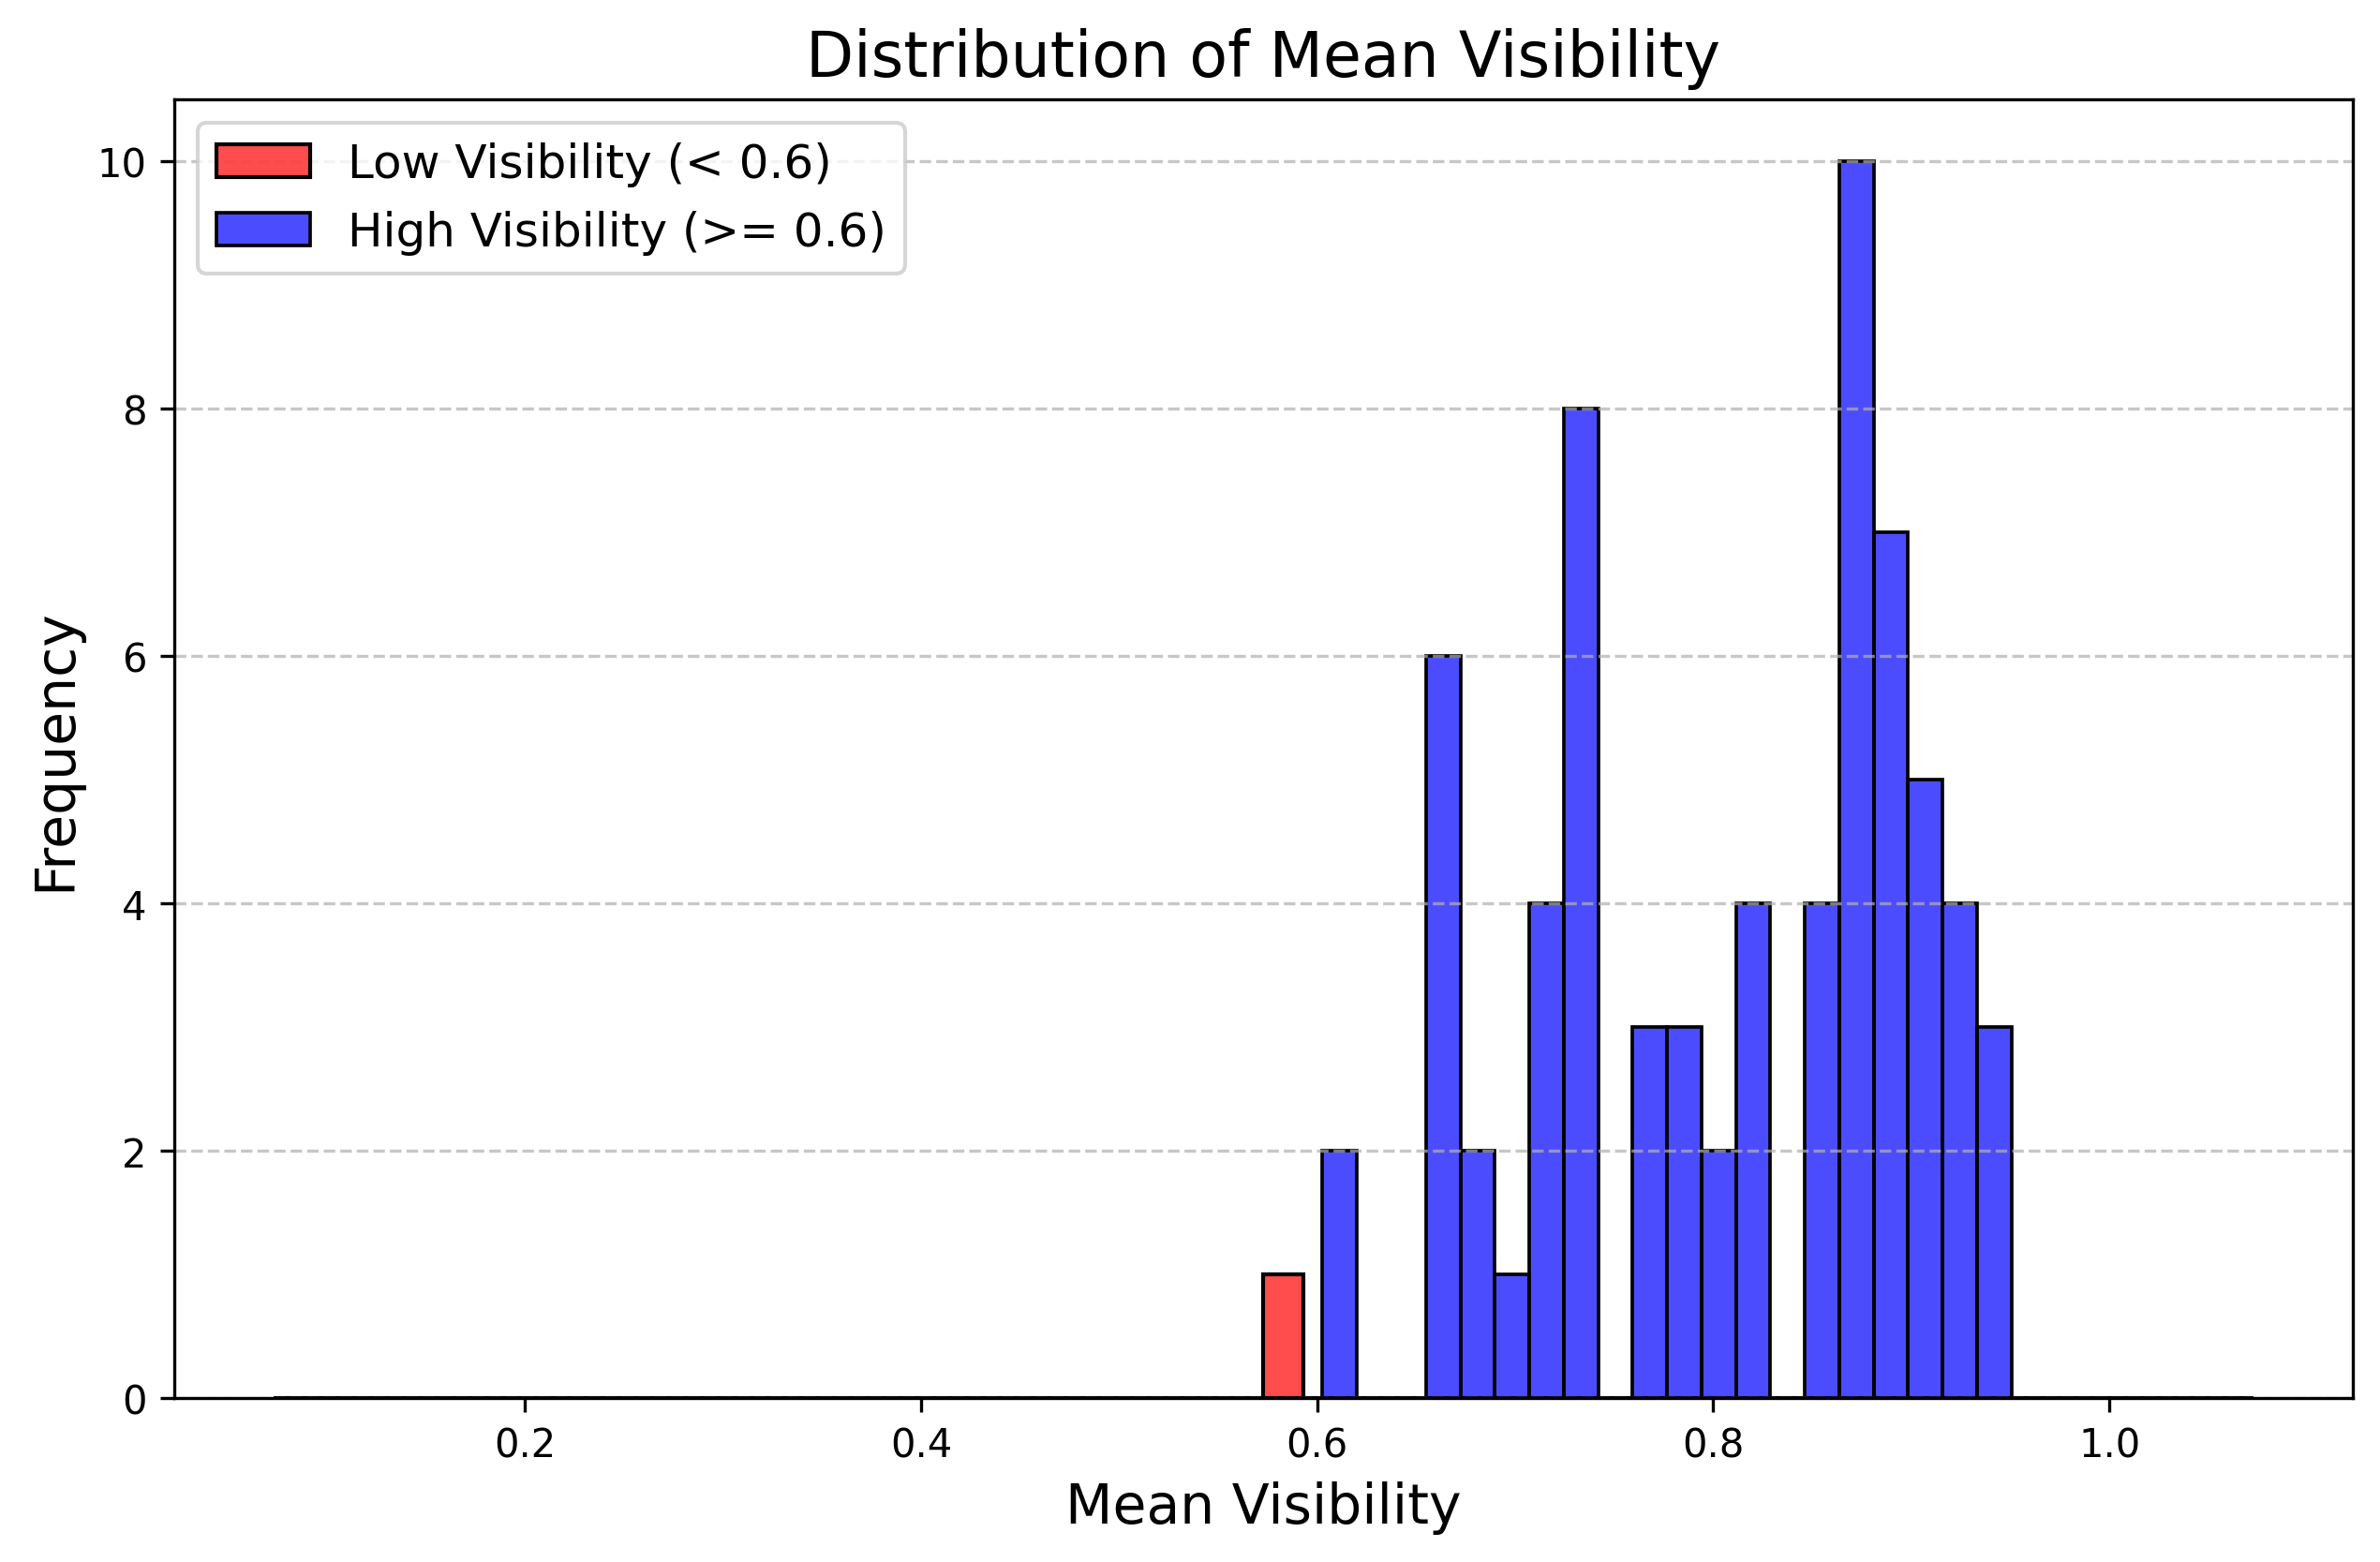 Distribution of Mean Visibility
Low Visibility (< 0.6)
High Visibility (>= 0.6)
10
8
6
4
2
0
Frequency
0.2
0.4
0.6
0.8
1.0
Mean Visibility